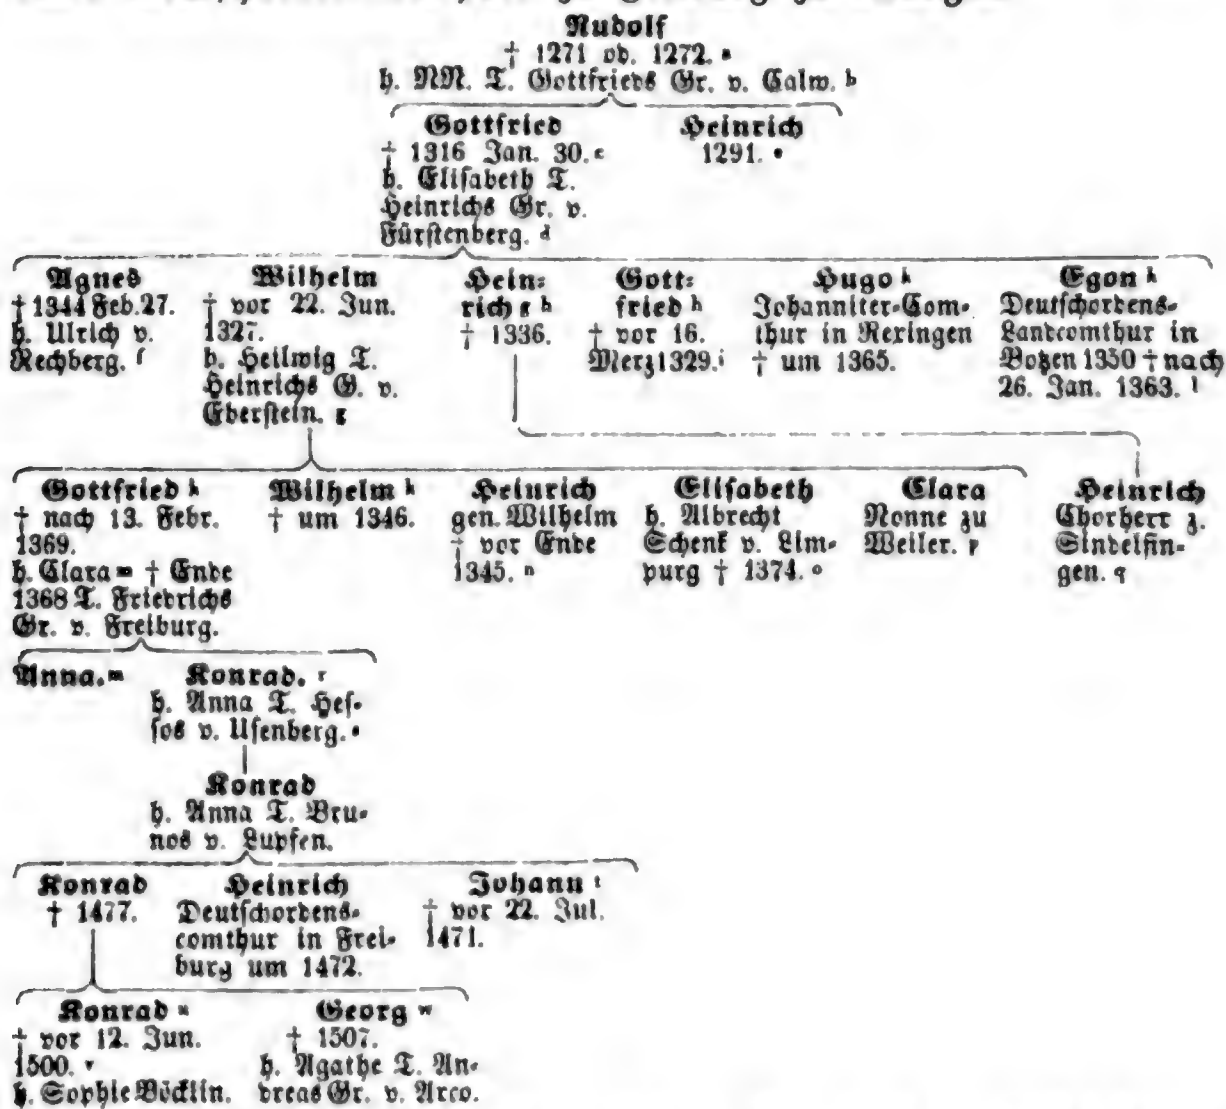 Rudolf
† 1271 od. 1272. a
h. NN. T. Gottfrieds Gr. v. Calw. b
Gottfried
† 1316 Jan. 30. c
h. Elisabeth T.
Heinrichs Gr. v.
Fürstenberg. d
Heinrich
1291. e
Agnes
† 1344 Feb. 27.
h. Ulrich v.
Rechberg. f
Wilhelm
† vor 22. Jun.
1327.
h. Heilwig T.
Heinrichs G. v.
Eberstein. g
Hein-
rich g h
† 1336.
Gott-
fried h
† vor 16.
Merz 1329. i
Hugo k
Johanniter-Com-
thur in Rexingen
† um 1365.
Egon k
Deutschordens-
Landcomthur in
Botzen 1350 † nach
26. Jan. 1363. l
Gottfried k
† nach 13. Febr.
1369.
h. Clara m † Ende
1368 T. Friedrichs
Gr. v. Freiburg.
Wilhelm k
† um 1346.
Heinrich
gen. Wilhelm
† vor Ende
1345. n
Elisabeth
h. Albrecht
Schenk v. Lim-
purg † 1374. o
Clara
Nonne zu
Weiler. p
Heinrich
Chorherr z.
Sindelfin-
gen. q
Anna. m
Konrad. r
h. Anna T. Hes-
sos v. Usenberg. s
Konrad
h. Anna T. Bru-
nos v. Lupfen.
Konrad
† 1477.
Heinrich
Deutschordens-
comthur in Frei-
burg um 1472.
Johann t
† vor 22. Jul.
1471.
Konrad u
† vor 12. Jun.
1500. v
h. Sophie Böcklin.
Georg w
† 1507.
h. Agathe T. An-
dreas Gr. v. Arco.